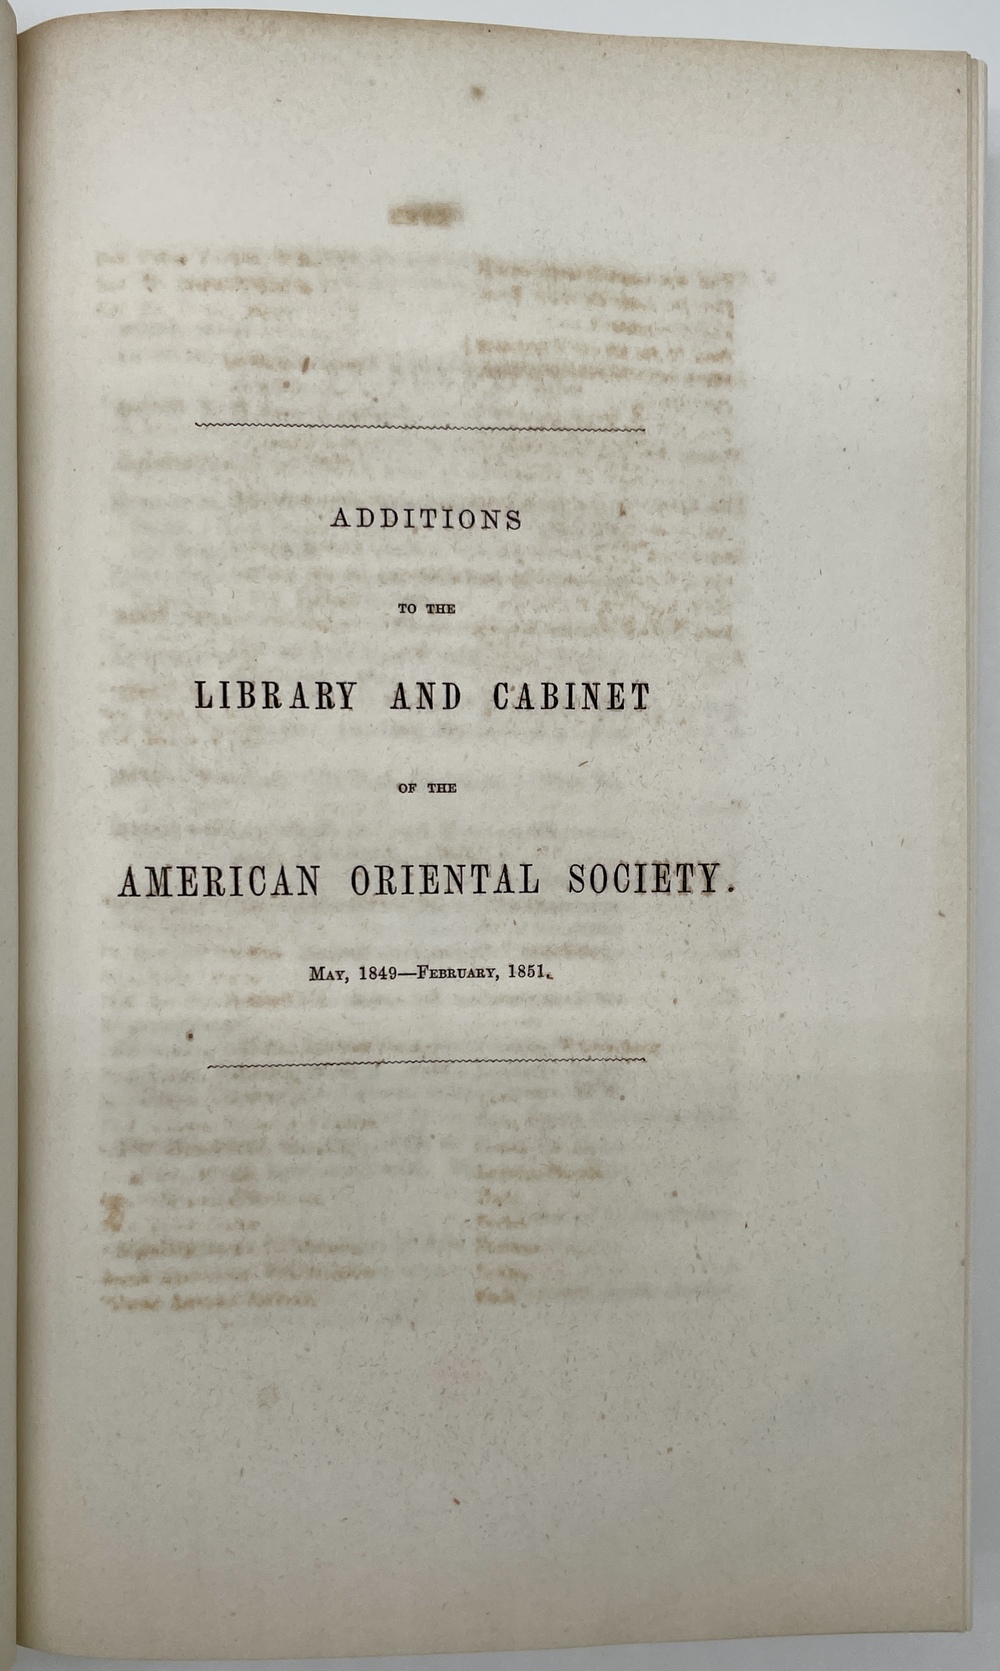 ADDITIONS
TO THE
LIBRARY AND CABINET
OF THE
AMERICAN ORIENTAL SOCIETY.
MAY, 1849—FEBRUARY, 1851.